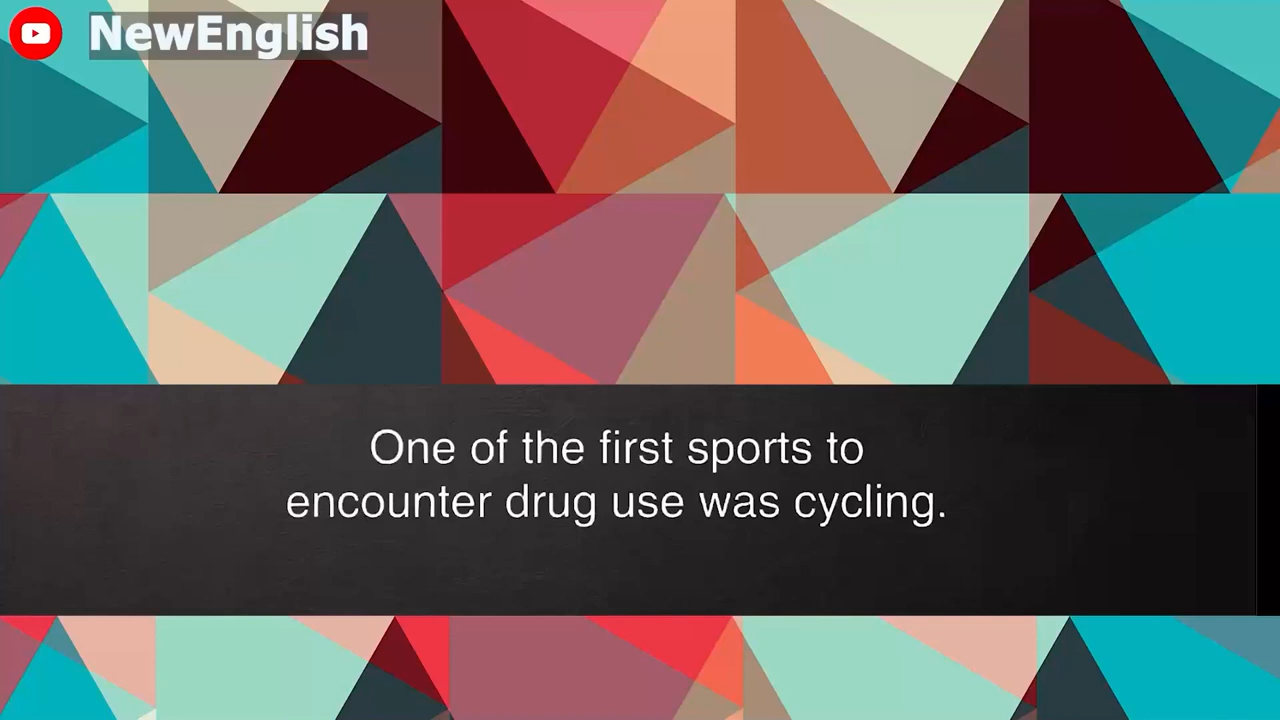 NewEnglish
One of the first sports to
encounter drug use was cycling.